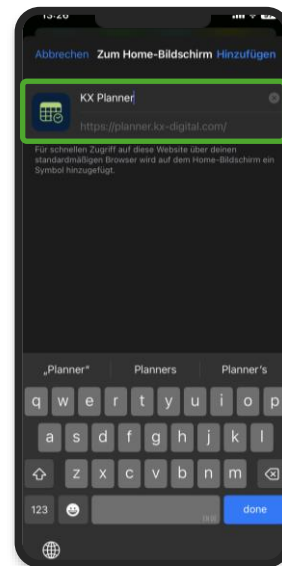 Abbrechen Zum Home-Bildschirm Hinzufügen
KX Planner
https://planner.kx-digital.com/
Für schnellen Zugriff auf diese Website über deinen
standardmäßigen Browser wird auf dem Home-Bildschirm ein
Symbol hinzugefügt.
„Planner“ Planners Planner's
q w e r t y u i o p
a s d f g h j k l
z x c v b n m
123 done